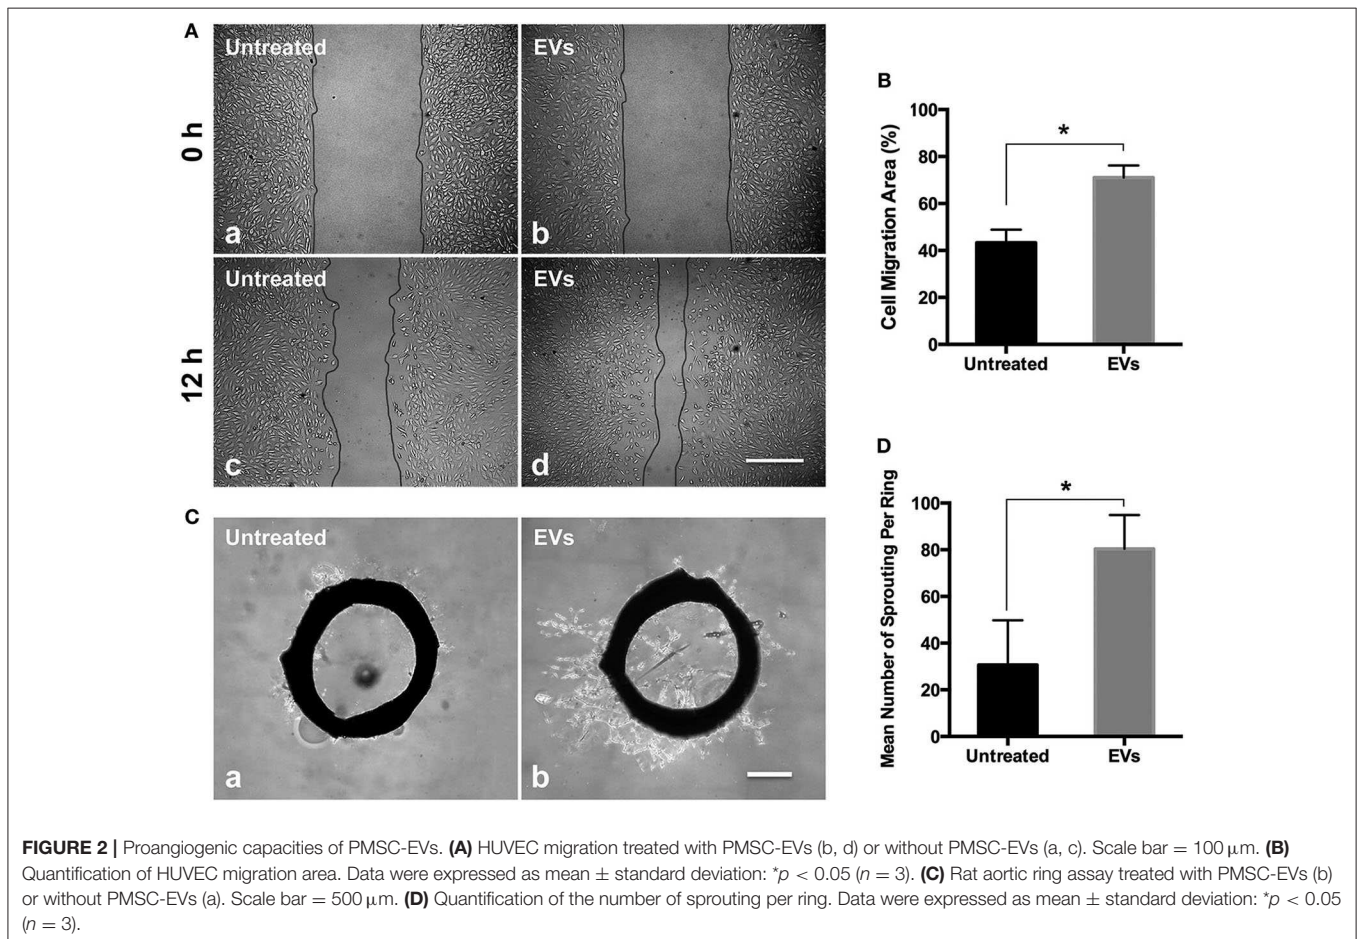 A
Untreated
EVs
0 h
a
b
Untreated
EVs
12 h
c
d
B
Cell Migration Area (%)
100
80
60
40
20
0
*
Untreated
EVs
C
Untreated
EVs
a
b
D
Mean Number of Sprouting Per Ring
100
80
60
40
20
0
*
Untreated
EVs
FIGURE 2 | Proangiogenic capacities of PMSC-EVs. (A) HUVEC migration treated with PMSC-EVs (b, d) or without PMSC-EVs (a, c). Scale bar = 100 μm. (B)
Quantification of HUVEC migration area. Data were expressed as mean ± standard deviation: *p < 0.05 (n = 3). (C) Rat aortic ring assay treated with PMSC-EVs (b)
or without PMSC-EVs (a). Scale bar = 500 μm. (D) Quantification of the number of sprouting per ring. Data were expressed as mean ± standard deviation: *p < 0.05
(n = 3).